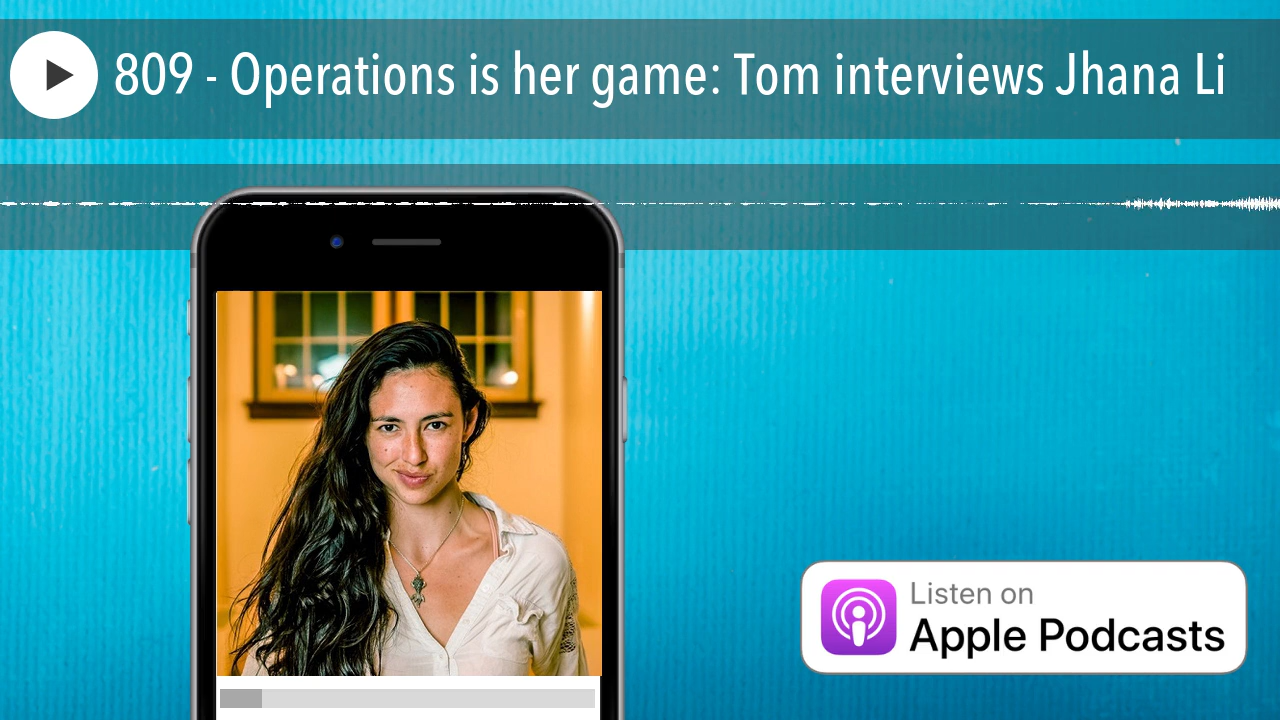 809 - Operations is her game: Tom interviews Jhana Li
Listen on
Apple Podcasts